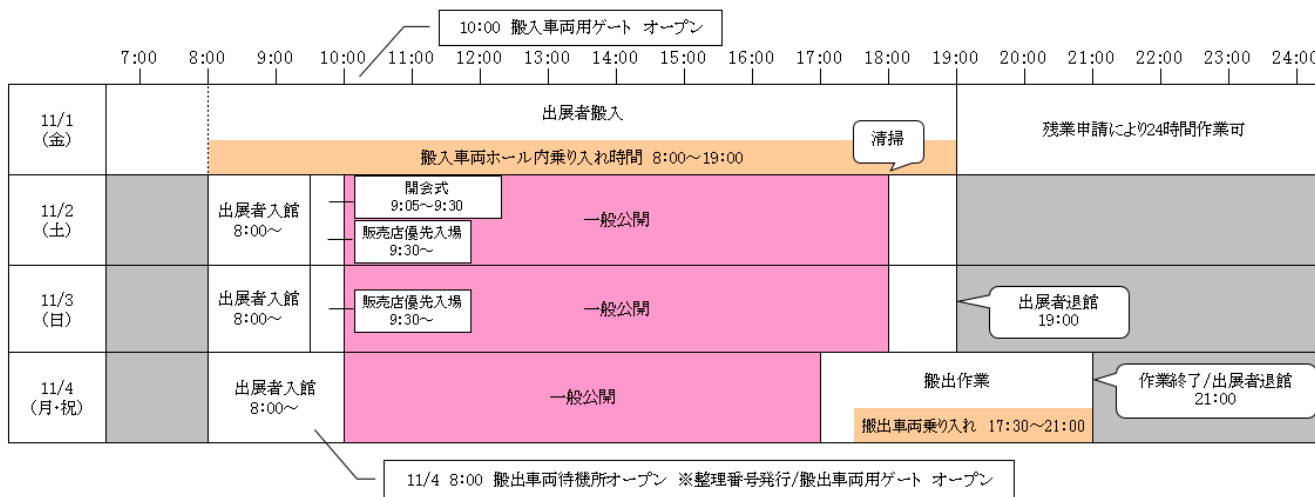 10:00 搬入車両用ゲート オープン
7:00 8:00 9:00 10:00 11:00 12:00 13:00 14:00 15:00 16:00 17:00 18:00 19:00 20:00 21:00 22:00 23:00 24:00
11/1
(金)
出展者搬入
搬入車両ホール内乗り入れ時間 8:00～19:00
清掃
残業申請により24時間作業可
11/2
(土)
出展者入館
8:00～
開会式
9:05～9:30
販売店優先入場
9:30～
一般公開
11/3
(日)
出展者入館
8:00～
販売店優先入場
9:30～
一般公開
出展者退館
19:00
11/4
(月・祝)
出展者入館
8:00～
一般公開
搬出作業
搬出車両乗り入れ 17:30～21:00
作業終了/出展者退館
21:00
11/4 8:00 搬出車両待機所オープン ※整理番号発行/搬出車両用ゲート オープン